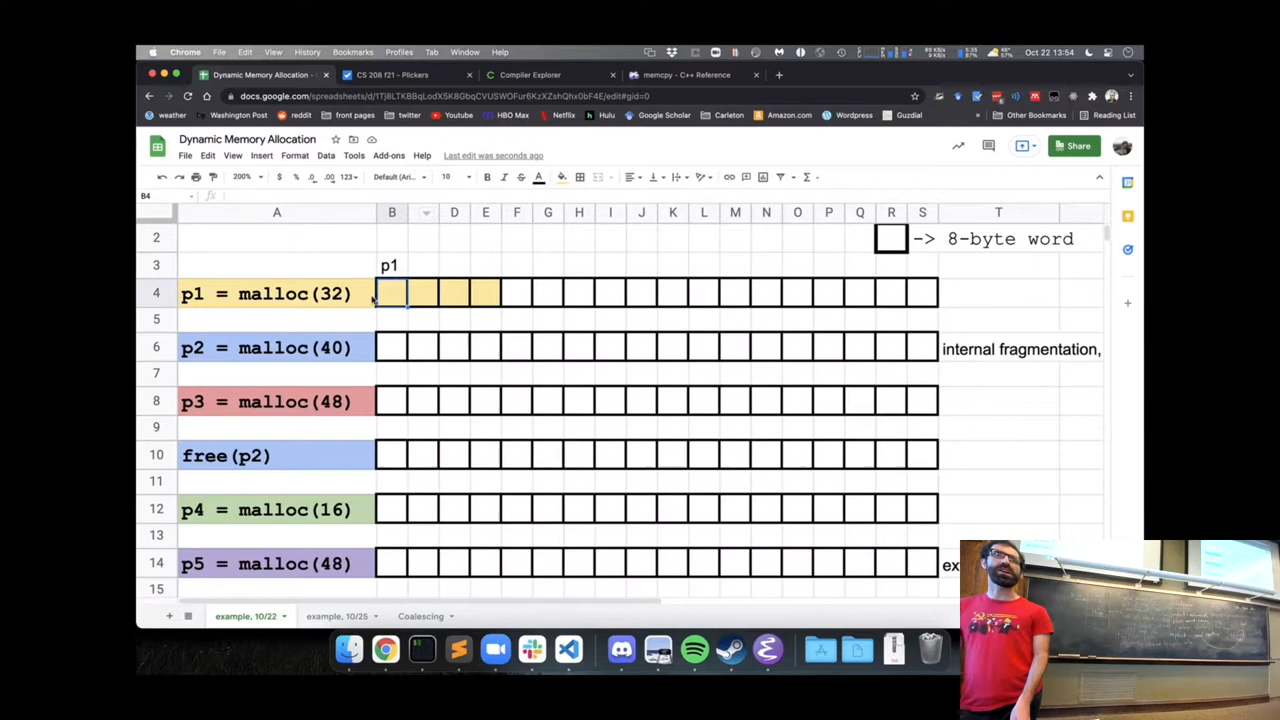 Chrome File Edit View History Bookmarks Profiles Tab Window Help Oct 22 13:54
Dynamic Memory Allocation - CS 208 f21 - Plickers Compiler Explorer memcpy - C++ Reference
docs.google.com/spreadsheets/d/1Tj8LTKBBqLodX5K8GbqCVUSWOFur6KzXZshQhx0bF4E/edit#gid=0
weather Washington Post reddit front pages twitter Youtube HBO Max Netflix Hulu Google Scholar Carleton Amazon.com Wordpress Guzdial Other Bookmarks Reading List
Dynamic Memory Allocation
File Edit View Insert Format Data Tools Add-ons Help Last edit was seconds ago
Share
200% $ % .0 .00 123 Default (Ari... 10 B I S A
B4 fx
A B D E F G H I J K L M N O P Q R S T
2 -> 8-byte word
3 p1
4 p1 = malloc(32)
5
6 p2 = malloc(40) internal fragmentation,
7
8 p3 = malloc(48)
9
10 free(p2)
11
12 p4 = malloc(16)
13
14 p5 = malloc(48) ex
15
example, 10/22 example, 10/25 Coalescing